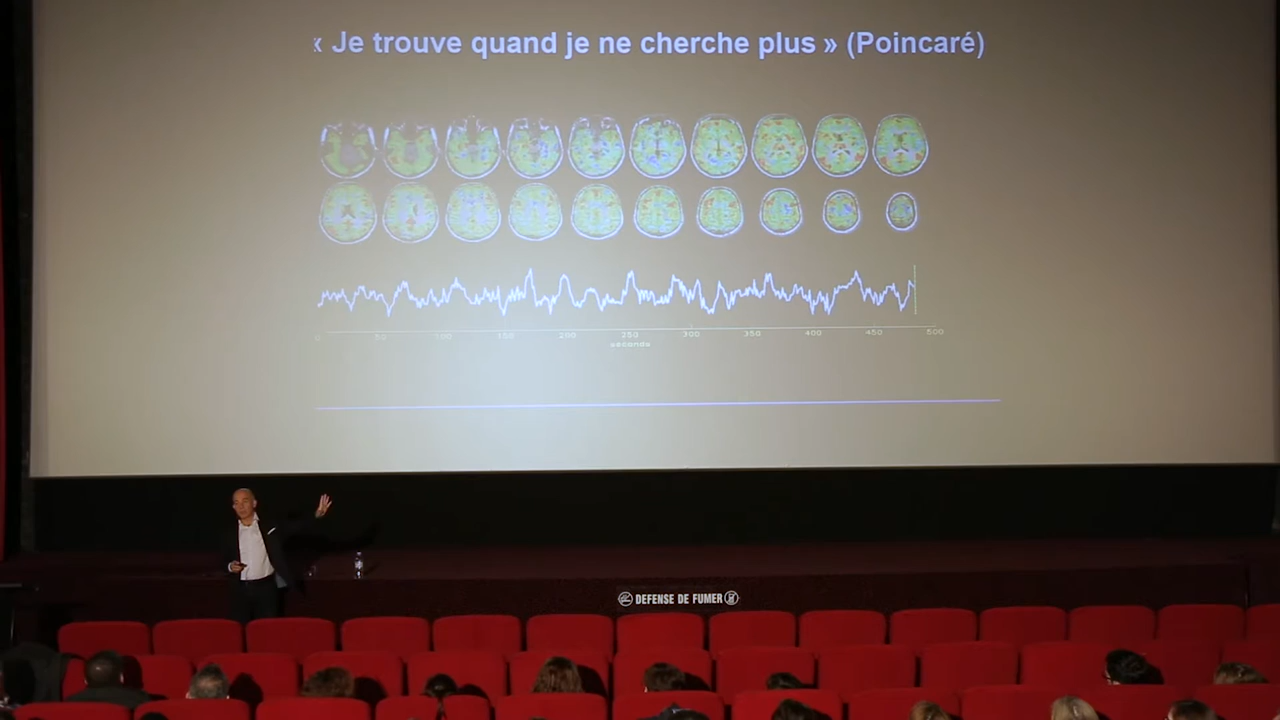 « Je trouve quand je ne cherche plus » (Poincaré)
0 50 100 150 200 250 300 350 400 450 500
seconds
DEFENSE DE FUMER